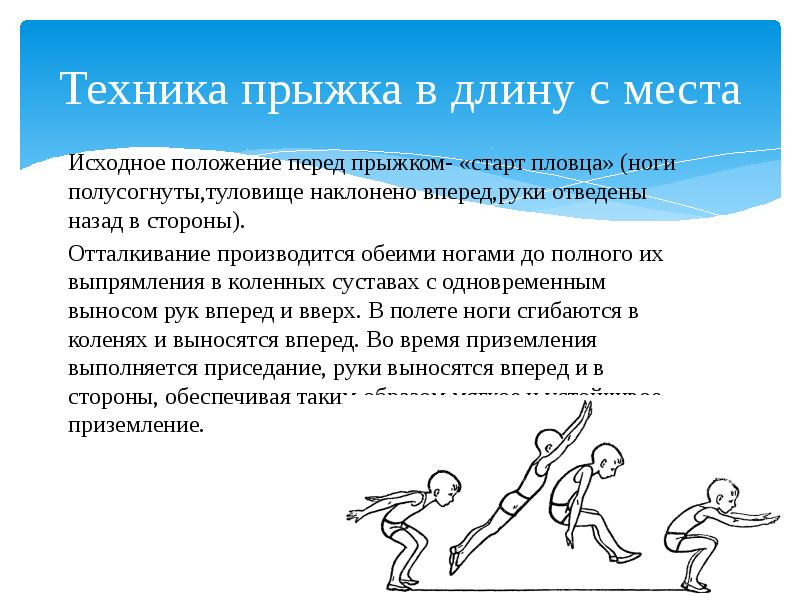 Техника прыжка в длину с места
Исходное положение перед прыжком- «старт пловца» (ноги
полусогнуты,туловище наклонено вперед,руки отведены
назад в стороны).
Отталкивание производится обеими ногами до полного их
выпрямления в коленных суставах с одновременным
выносом рук вперед и вверх. В полете ноги сгибаются в
коленях и выносятся вперед. Во время приземления
выполняется приседание, руки выносятся вперед и в
стороны, обеспечивая таким образом мягкое и устойчивое
приземление.